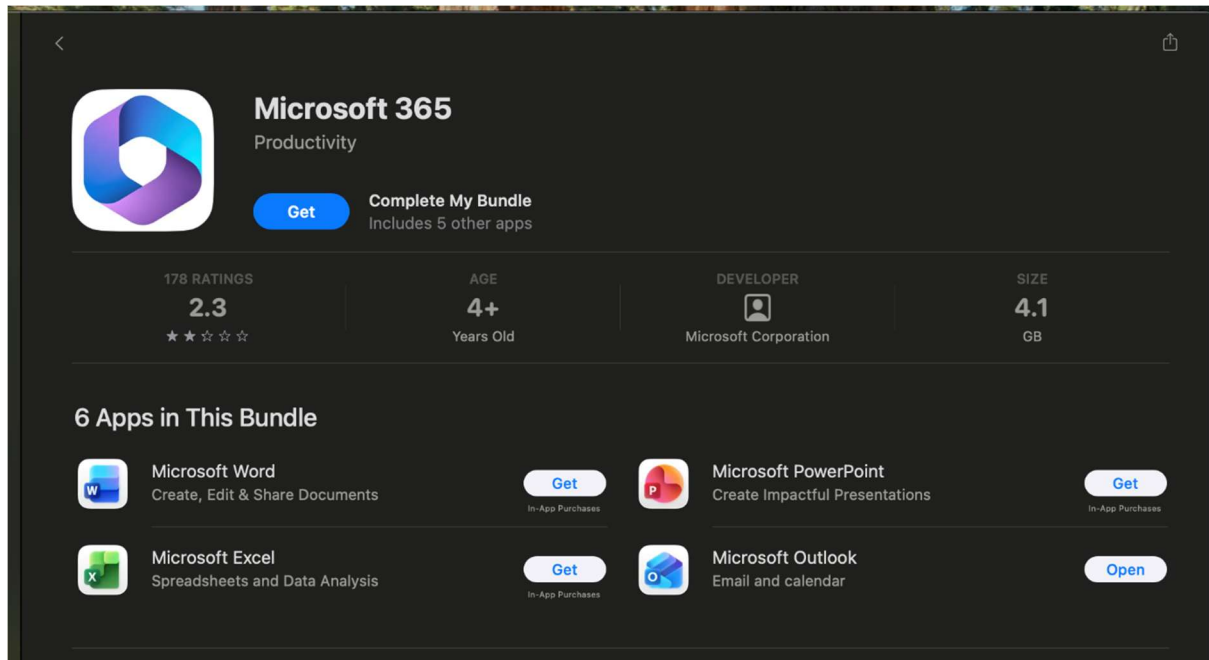 Microsoft 365
Productivity
Get
Complete My Bundle
Includes 5 other apps
178 RATINGS
2.3
AGE
4+
Years Old
DEVELOPER
Microsoft Corporation
SIZE
4.1
GB
6 Apps in This Bundle
W
Microsoft Word
Create, Edit & Share Documents
Get
In-App Purchases
P
Microsoft PowerPoint
Create Impactful Presentations
Get
In-App Purchases
X
Microsoft Excel
Spreadsheets and Data Analysis
Get
In-App Purchases
O
Microsoft Outlook
Email and calendar
Open